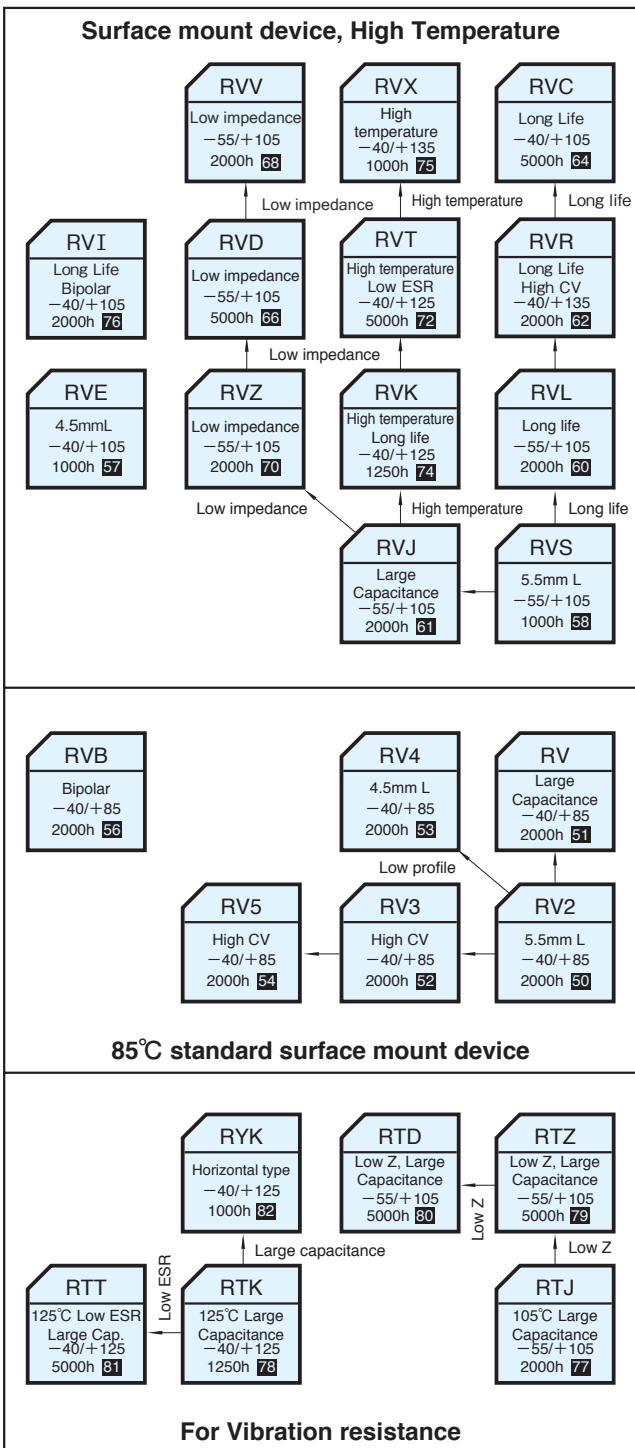 Surface mount device, High Temperature
RVV
Low impedance
−55/+105
2000h 68
RVX
High
temperature
−40/+135
1000h 75
RVC
Long Life
−40/+105
5000h 64
Low impedance
High temperature
Long life
RVI
Long Life
Bipolar
−40/+105
2000h 76
RVD
Low impedance
−55/+105
5000h 66
RVT
High temperature
Low ESR
−40/+125
5000h 72
RVR
Long Life
High CV
−40/+135
2000h 62
Low impedance
RVE
4.5mmL
−40/+105
1000h 57
RVZ
Low impedance
−55/+105
2000h 70
RVK
High temperature
Long life
−40/+125
1250h 74
RVL
Long life
−55/+105
2000h 60
Low impedance
High temperature
Long life
RVJ
Large
Capacitance
−55/+105
2000h 61
RVS
5.5mm L
−55/+105
1000h 58
RVB
Bipolar
−40/+85
2000h 56
RV4
4.5mm L
−40/+85
2000h 53
RV
Large
Capacitance
−40/+85
2000h 51
Low profile
RV5
High CV
−40/+85
2000h 54
RV3
High CV
−40/+85
2000h 52
RV2
5.5mm L
−40/+85
2000h 50
85℃ standard surface mount device
RYK
Horizontal type
−40/+125
1000h 82
RTD
Low Z, Large
Capacitance
−55/+105
5000h 80
Low Z
RTZ
Low Z, Large
Capacitance
−55/+105
5000h 79
Large capacitance
Low Z
RTT
125℃ Low ESR
Large Cap.
−40/+125
5000h 81
Low ESR
RTK
125℃ Large
Capacitance
−40/+125
1250h 78
RTJ
105℃ Large
Capacitance
−55/+105
2000h 77
For Vibration resistance